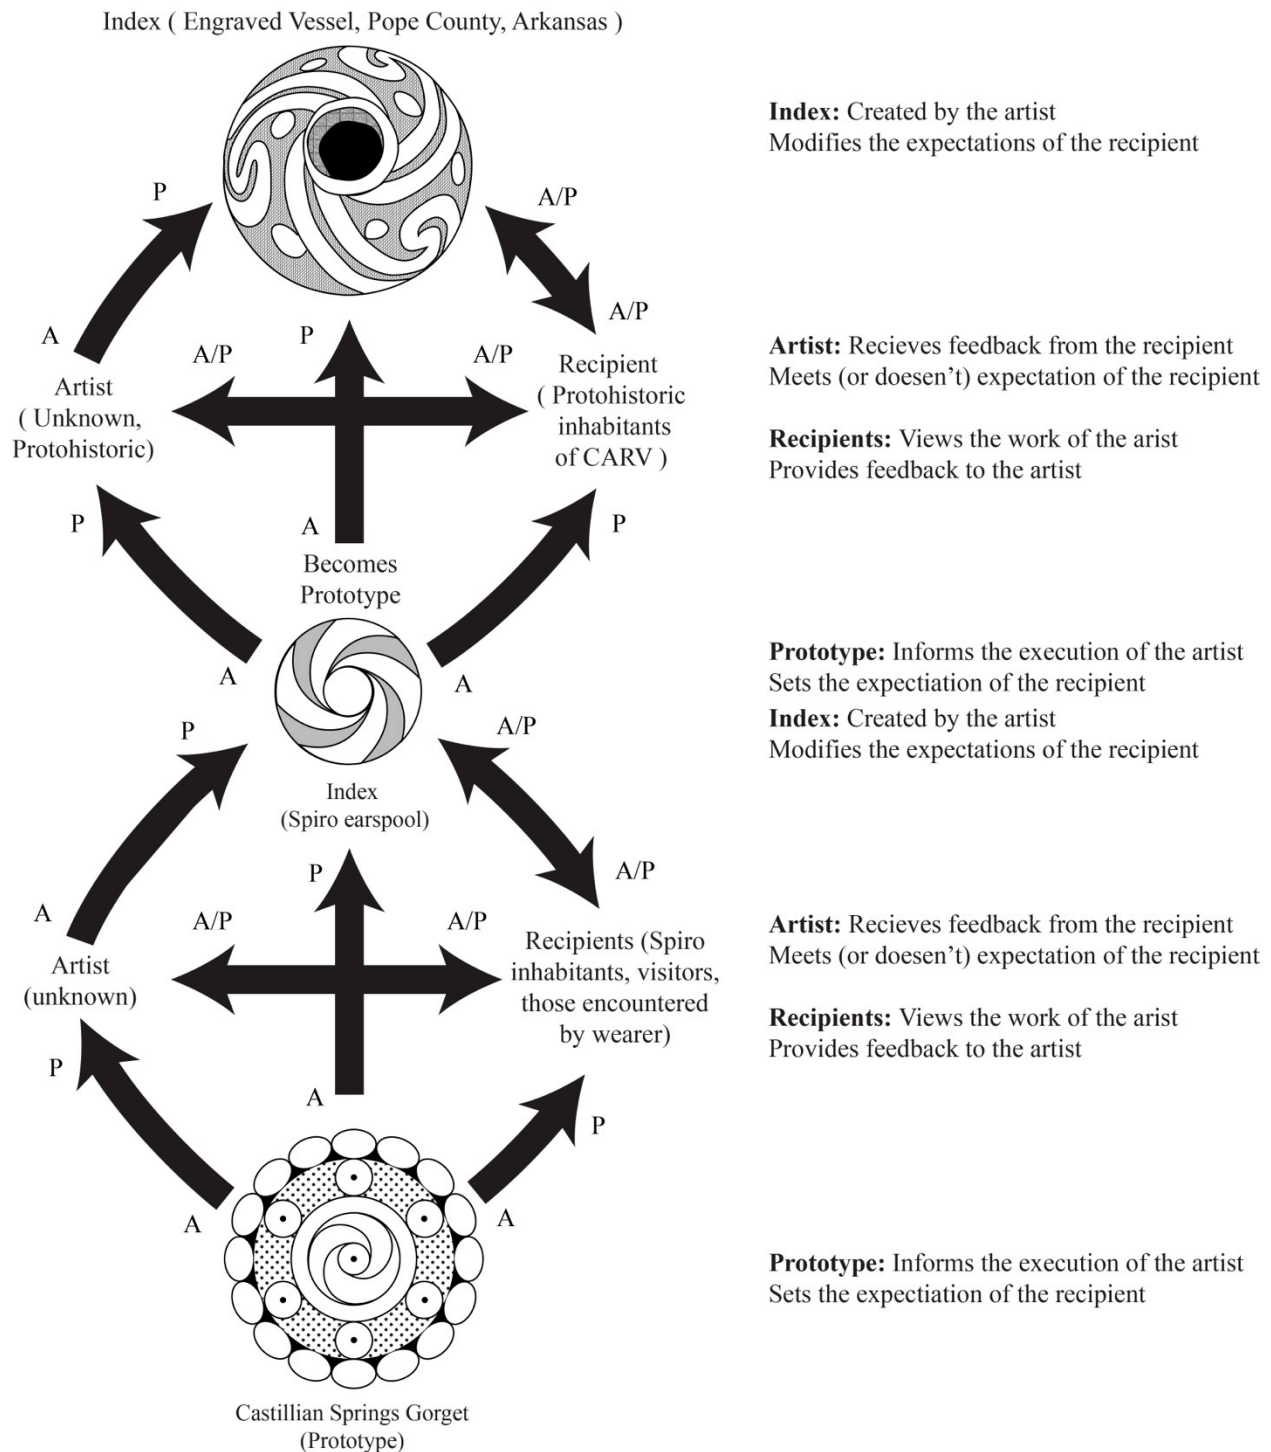 Index ( Engraved Vessel, Pope County, Arkansas )
Index: Created by the artist
Modifies the expectations of the recipient
P
A/P
A
A/P
P
A/P
A/P
Artist
( Unknown,
Protohistoric)
Recipient
( Protohistoric
inhabitants
of CARV )
Artist: Recieves feedback from the recipient
Meets (or doesen't) expectation of the recipient
Recipients: Views the work of the arist
Provides feedback to the artist
P
A
P
Becomes
Prototype
A
A
Prototype: Informs the execution of the artist
Sets the expectiation of the recipient
Index: Created by the artist
Modifies the expectations of the recipient
P
A/P
Index
(Spiro earspool)
A
A/P
P
A/P
A/P
Artist
(unknown)
Recipients (Spiro
inhabitants, visitors,
those encountered
by wearer)
Artist: Recieves feedback from the recipient
Meets (or doesen't) expectation of the recipient
Recipients: Views the work of the arist
Provides feedback to the artist
P
A
P
A
A
Prototype: Informs the execution of the artist
Sets the expectiation of the recipient
Castillian Springs Gorget
(Prototype)